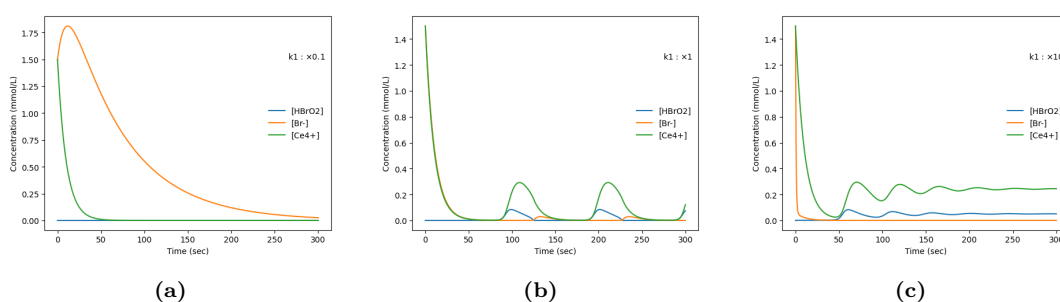 1.75
1.50
1.25
1.00
0.75
0.50
0.25
0.00
Concentration (mmol/L)
k1 : ×0.1
[HBrO2]
[Br-]
[Ce4+]
0 50 100 150 200 250 300
Time (sec)
(a)
1.4
1.2
1.0
0.8
0.6
0.4
0.2
0.0
Concentration (mmol/L)
k1 : ×1
[HBrO2]
[Br-]
[Ce4+]
0 50 100 150 200 250 300
Time (sec)
(b)
1.4
1.2
1.0
0.8
0.6
0.4
0.2
0.0
Concentration (mmol/L)
k1 : ×10
[HBrO2]
[Br-]
[Ce4+]
0 50 100 150 200 250 300
Time (sec)
(c)